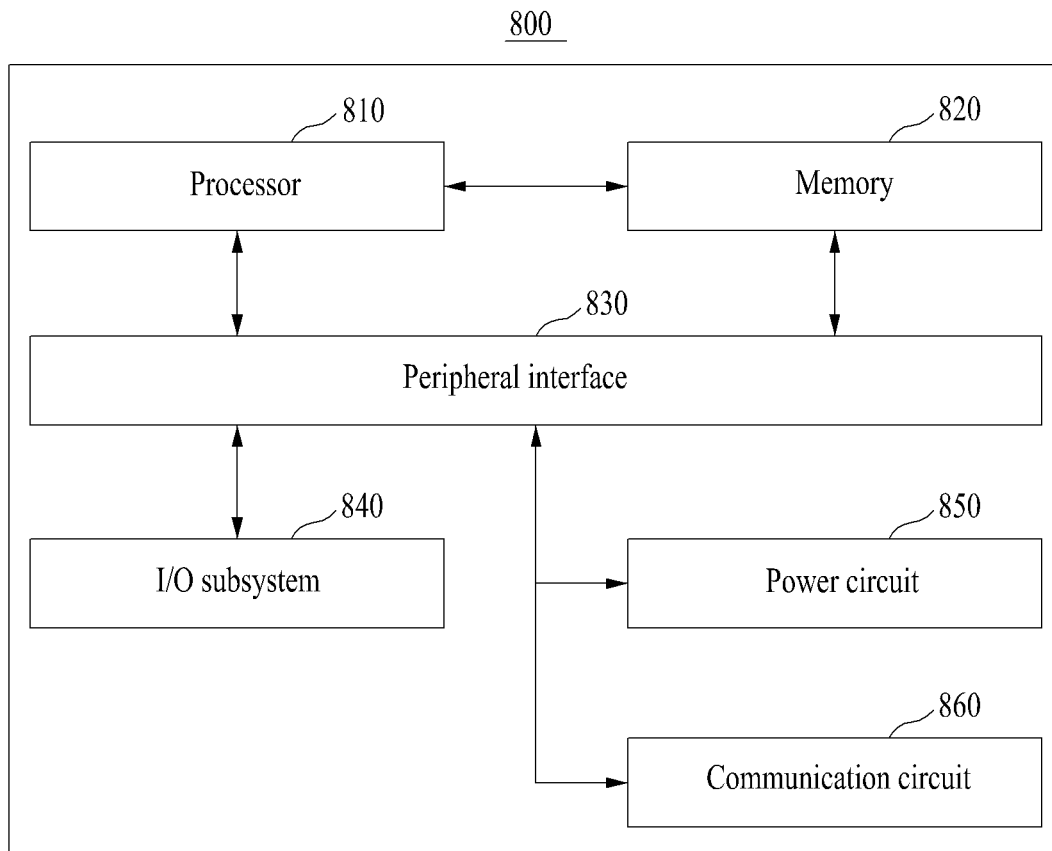 800
810
Processor
820
Memory
830
Peripheral interface
840
I/O subsystem
850
Power circuit
860
Communication circuit